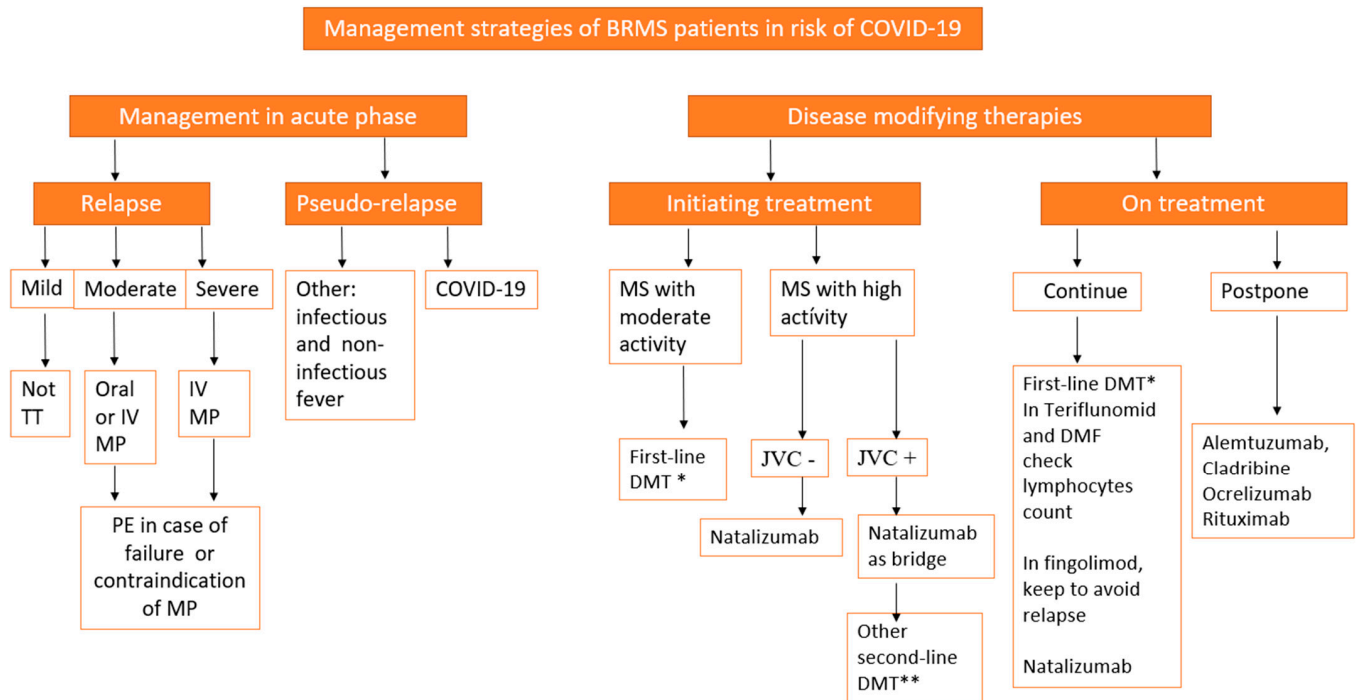 Management strategies of BRMS patients in risk of COVID-19
Management in acute phase
Disease modifying therapies
Relapse
Pseudo-relapse
Initiating treatment
On treatment
Mild
Moderate
Severe
Other:
infectious
and non-
infectious
fever
COVID-19
MS with
moderate
activity
MS with high
actívity
Continue
Postpone
Not
TT
Oral
or IV
MP
IV
MP
PE in case of
failure or
contraindication
of MP
First-line
DMT *
JVC -
JVC +
Natalizumab
Natalizumab
as bridge
Other
second-line
DMT**
First-line DMT*
In Teriflunomid
and DMF
check
lymphocytes
count
In fingolimod,
keep to avoid
relapse
Natalizumab
Alemtuzumab,
Cladribine
Ocrelizumab
Rituximab